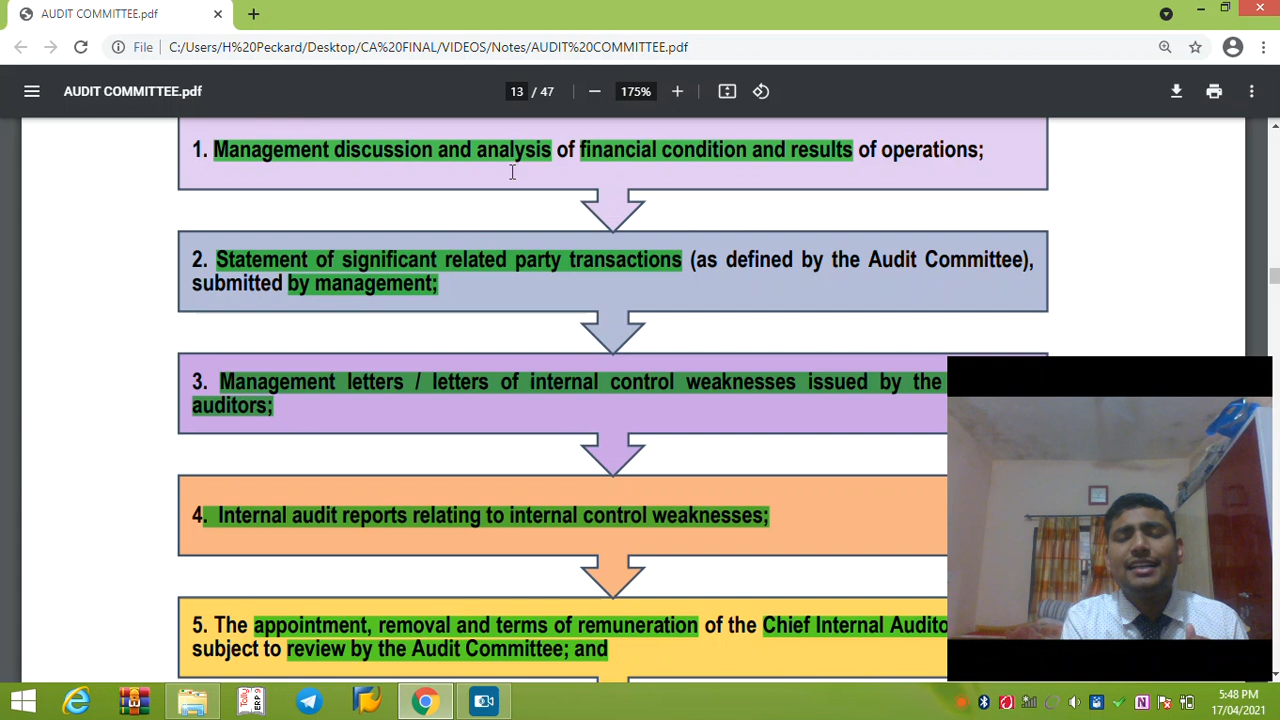 AUDIT COMMITTEE.pdf
File
C:/Users/H%20Peckard/Desktop/CA%20FINAL/VIDEOS/Notes/AUDIT%20COMMITTEE.pdf
AUDIT COMMITTEE.pdf
13 / 47
175%
1. Management discussion and analysis of financial condition and results of operations;
2. Statement of significant related party transactions (as defined by the Audit Committee),
submitted by management;
3. Management letters / letters of internal control weaknesses issued by the
auditors;
4. Internal audit reports relating to internal control weaknesses;
5. The appointment, removal and terms of remuneration of the Chief Internal Audito
subject to review by the Audit Committee; and
Tally
ERP 9
5:48 PM
17/04/2021